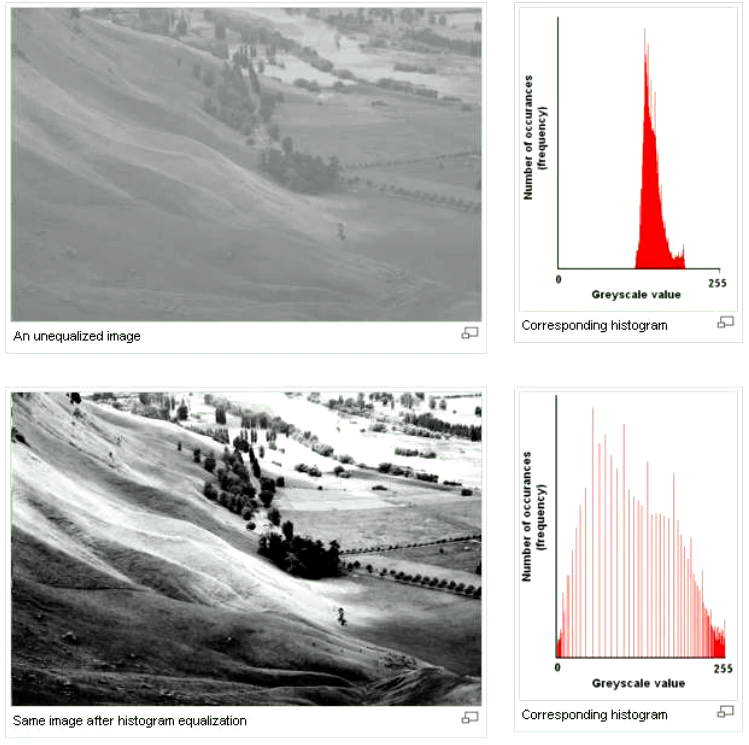 Number of occurances
(frequency)
0
255
Greyscale value
An unequalized image
Corresponding histogram
Number of occurances
(frequency)
0
255
Greyscale value
Same image after histogram equalization
Corresponding histogram